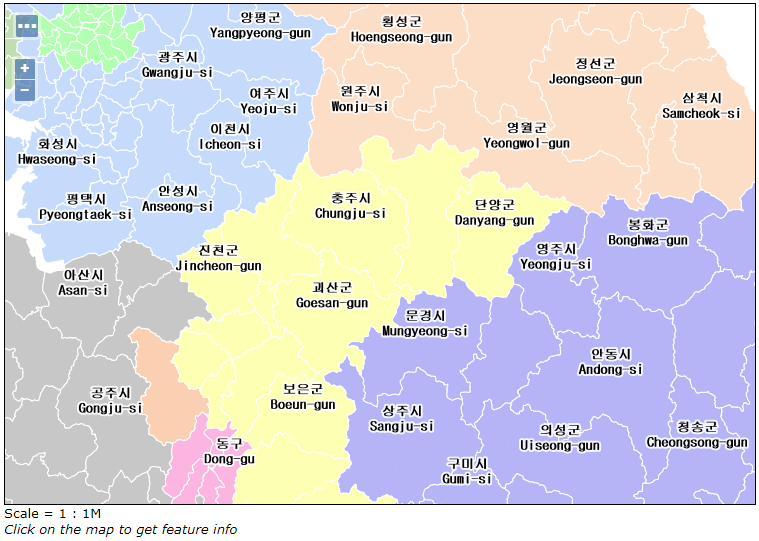 양평군
Yangpyeong-gun
횡성군
Hoengseong-gun
광주시
Gwangju-si
정선군
Jeongseon-gun
여주시
Yeoju-si
원주시
Wonju-si
삼척시
Samcheok-si
이천시
Icheon-si
영월군
Yeongwol-gun
화성시
Hwaseong-si
평택시
Pyeongtaek-si
안성시
Anseong-si
충주시
Chungju-si
단양군
Danyang-gun
봉화군
Bonghwa-gun
진천군
Jincheon-gun
영주시
Yeongju-si
아산시
Asan-si
괴산군
Goesan-gun
문경시
Mungyeong-si
안동시
Andong-si
공주시
Gongju-si
보은군
Boeun-gun
상주시
Sangju-si
의성군
Uiseong-gun
청송군
Cheongsong-gun
동구
Dong-gu
구미시
Gumi-si
Scale = 1 : 1M
Click on the map to get feature info